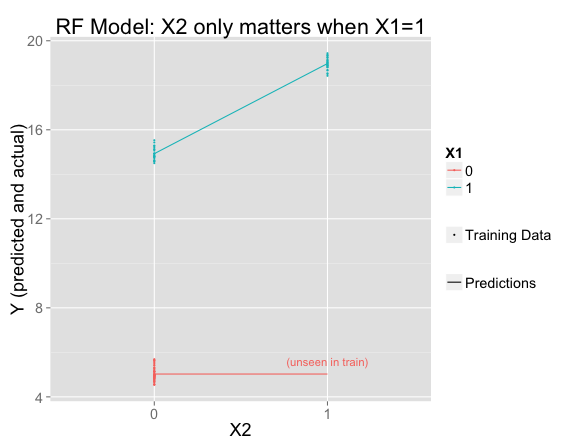 RF Model: X2 only matters when X1=1
Y (predicted and actual)
20
16
12
8
4
(unseen in train)
0
1
X2
X1
0
1
Training Data
Predictions